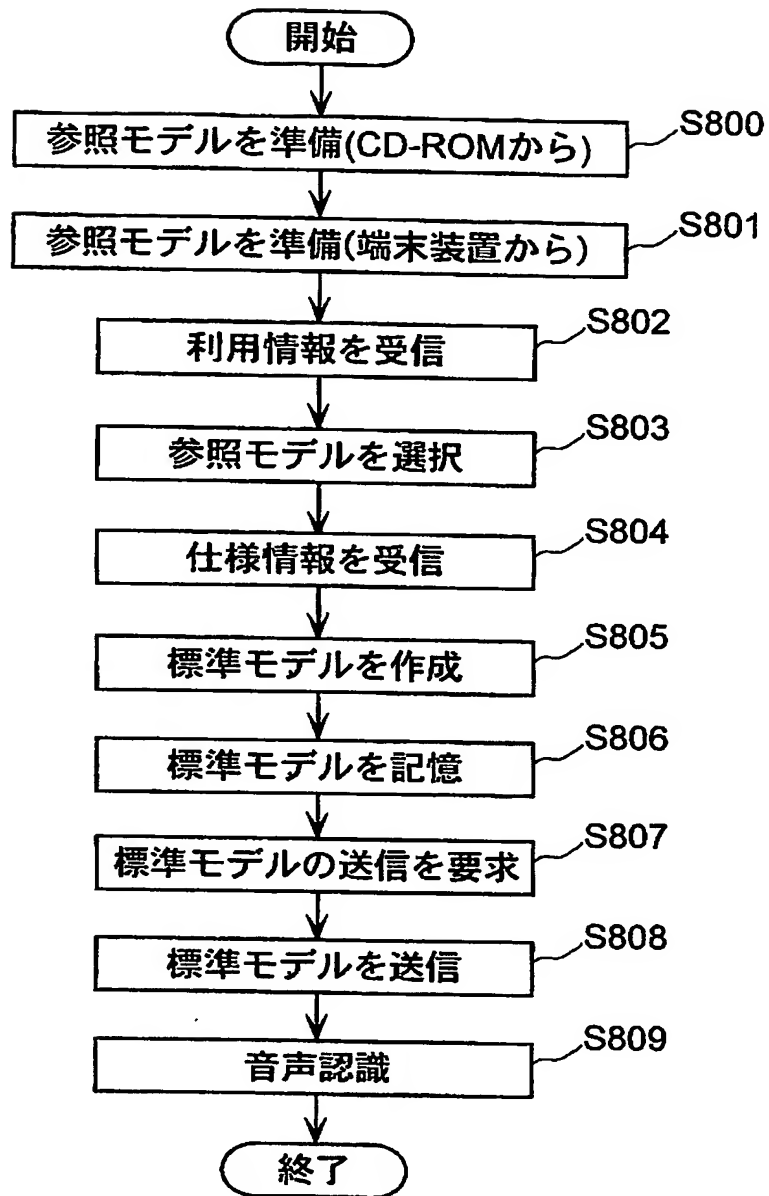 開始
参照モデルを準備(CD-ROMから)
S800
参照モデルを準備(端末装置から)
S801
利用情報を受信
S802
参照モデルを選択
S803
仕様情報を受信
S804
標準モデルを作成
S805
標準モデルを記憶
S806
標準モデルの送信を要求
S807
標準モデルを送信
S808
音声認識
S809
終了